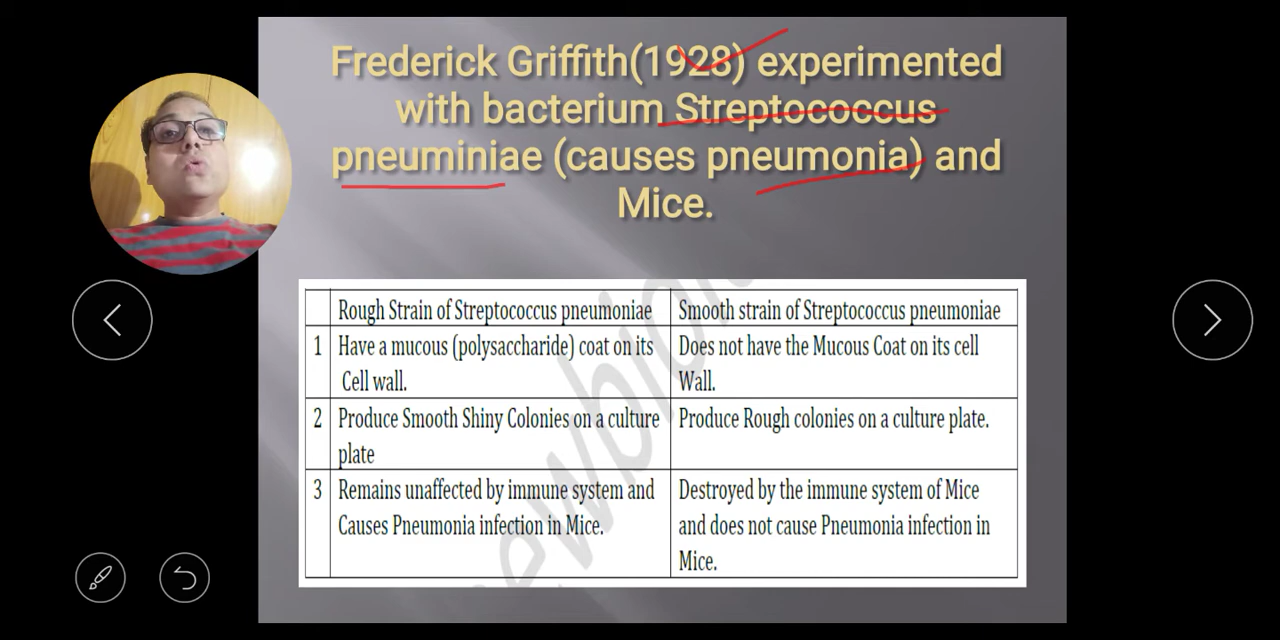 Frederick Griffith(1928) experimented
with bacterium Streptococcus
pneuminiae (causes pneumonia) and
Mice.
Rough Strain of Streptococcus pneumoniae
Smooth strain of Streptococcus pneumoniae
1
Have a mucous (polysaccharide) coat on its
Cell wall.
Does not have the Mucous Coat on its cell
Wall.
2
Produce Smooth Shiny Colonies on a culture
plate
Produce Rough colonies on a culture plate.
3
Remains unaffected by immune system and
Causes Pneumonia infection in Mice.
Destroyed by the immune system of Mice
and does not cause Pneumonia infection in
Mice.